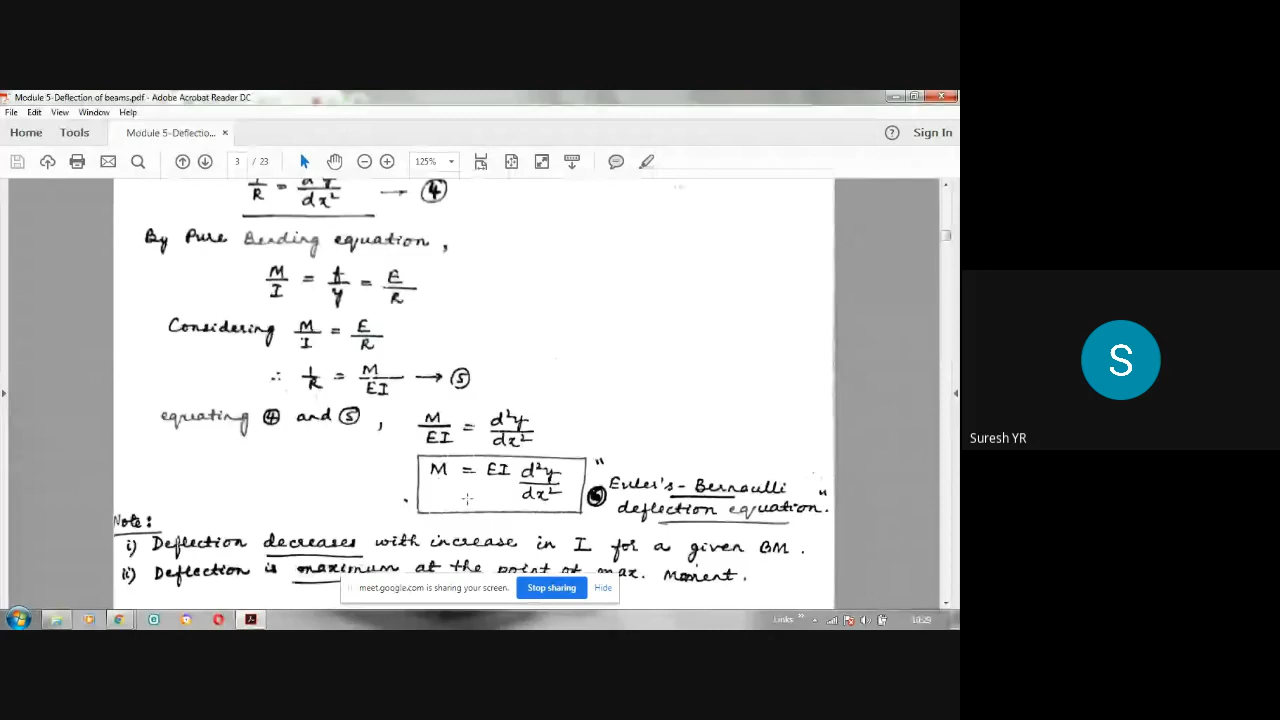 Module 5-Deflection of beams.pdf - Adobe Acrobat Reader DC
File Edit View Window Help
Home Tools Module 5-Deflectio... × Sign In
3 / 23 125%
1/R = d²y/dx² → ④
By Pure Bending equation,
M/I = f/y = E/R
Considering M/I = E/R
∴ 1/R = M/EI → ⑤
equating ④ and ⑤, M/EI = d²y/dx²
M = EI d²y/dx²
" Euler's - Bernaulli
deflection equation. "
Note:
i) Deflection decreases with increase in I for a given BM.
ii) Deflection is maximum at the point of max. Moment.
meet.google.com is sharing your screen. Stop sharing Hide
Links » 10:29
S
Suresh YR